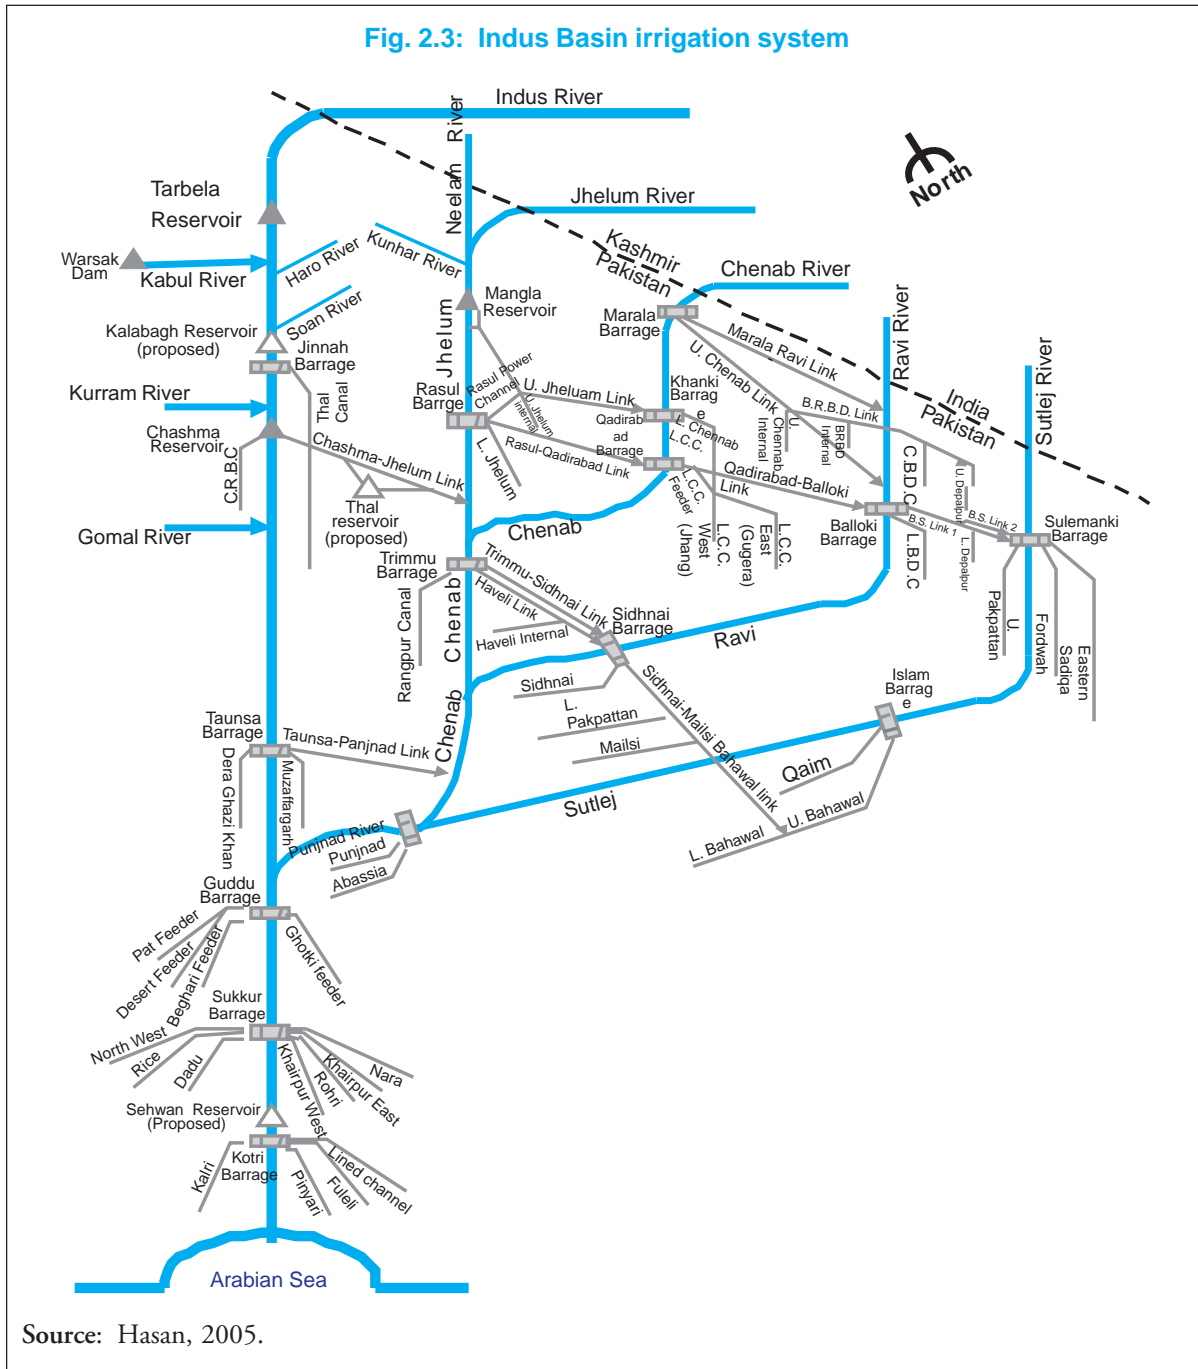 Fig. 2.3: Indus Basin irrigation system
Indus River
Neelam River
North
Tarbela
Reservoir
Jhelum River
Kashmir
Pakistan
Warsak
Dam
Kabul River
Haro River
Kunhar River
Chenab River
Soan River
Mangla
Reservoir
Marala
Barrage
Marala Ravi Link
Ravi River
Kalabagh Reservoir
(proposed)
Jinnah
Barrage
Jhelum
U. Chenab Link
India
Pakistan
Sutlej River
Kurram River
Thal
Canal
Rasul
Barrge
Rasul Power
Channel
U. Jhelum
Internal
U. Jheluam Link
Khanki
Barrag
e
Qadirab
ad
Barrage
L. Chennab
L.C.C.
U.
Chennab
Internal
B.R.B.D. Link
BRBD
Internal
Chashma
Reservoir
C.R.B.C
Chashma-Jhelum Link
L. Jhelum
Rasul-Qadirabad Link
L.C.C.
Feeder
Qadirabad-Balloki
Link
C.B.D.C
U. Depalpur
Thal
reservoir
(proposed)
Gomal River
Chenab
L.C.C.
West
(Jhang)
L.C.C.
East
(Gugera)
Balloki
Barrage
B.S. Link 1
B.S. Link 2
L.B.D.C
L. Depalpur
Sulemanki
Barrage
Trimmu
Barrage
Trimmu-Sidhnai Link
Haveli Link
Haveli Internal
Rangpur Canal
Chenab
Sidhnai
Barrage
Ravi
U.
Pakpattan
Fordwah
Eastern
Sadiqa
Sidhnai
L.
Pakpattan
Mailsi
Sidhnai-Mailsi Bahawal link
Islam
Barrag
e
Qaim
Taunsa
Barrage
Taunsa-Panjnad Link
Chenab
Dera Ghazi Khan
Muzaffargarh
Sutlej
U. Bahawal
L. Bahawal
Punjnad River
Punjnad
Abassia
Guddu
Barrage
Pat Feeder
Desert Feeder
Beghari Feeder
Ghotki feeder
Sukkur
Barrage
North West
Rice
Dadu
Khairpur West
Rohri
Khairpur East
Nara
Sehwan Reservoir
(Proposed)
Kotri
Barrage
Kalri
Pinyari
Fuleli
Lined channel
Arabian Sea
Source: Hasan, 2005.